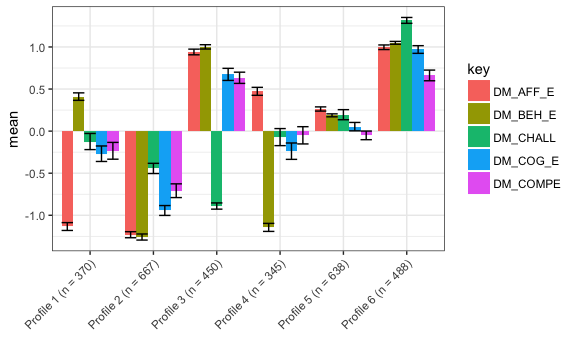 mean
1.0
0.5
0.0
-0.5
-1.0
Profile 1 (n = 370)
Profile 2 (n = 667)
Profile 3 (n = 450)
Profile 4 (n = 345)
Profile 5 (n = 638)
Profile 6 (n = 488)
key
DM_AFF_E
DM_BEH_E
DM_CHALL
DM_COG_E
DM_COMPE